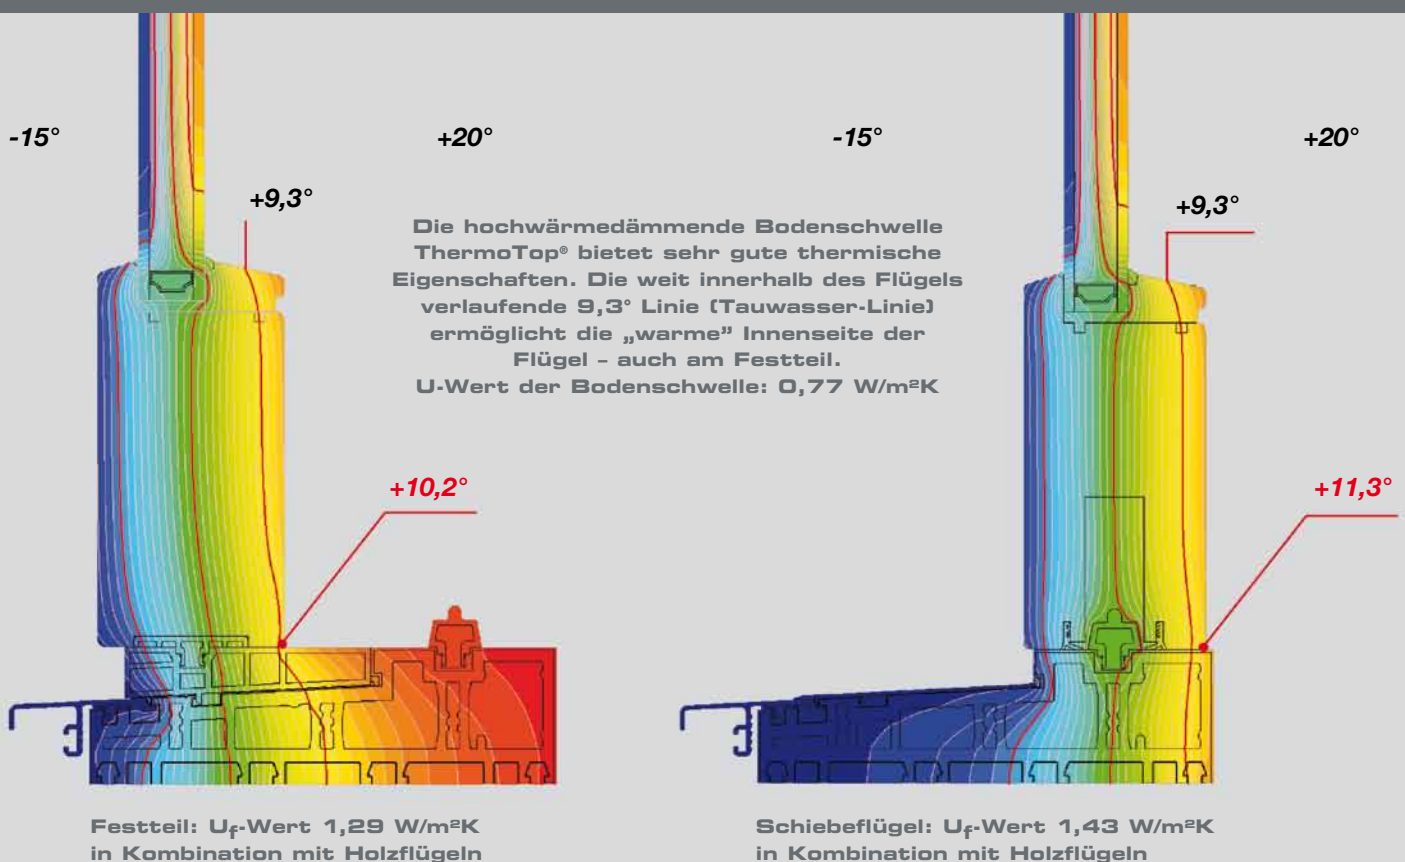 -15°
+20°
-15°
+20°
+9,3°
+9,3°
Die hochwärmedämmende Bodenschwelle
ThermoTop® bietet sehr gute thermische
Eigenschaften. Die weit innerhalb des Flügels
verlaufende 9,3° Linie (Tauwasser-Linie)
ermöglicht die „warme” Innenseite der
Flügel – auch am Festteil.
U-Wert der Bodenschwelle: 0,77 W/m²K
+10,2°
+11,3°
Festteil: Uf-Wert 1,29 W/m²K
in Kombination mit Holzflügeln
Schiebeflügel: Uf-Wert 1,43 W/m²K
in Kombination mit Holzflügeln